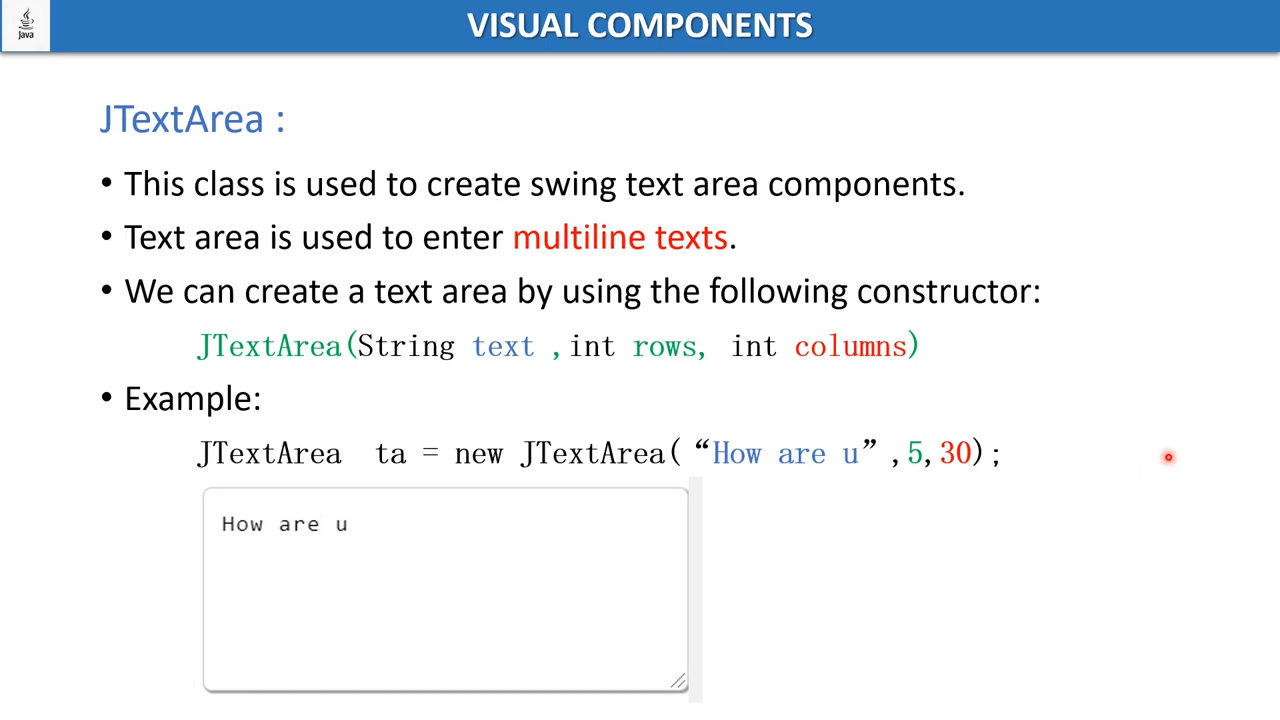 Java
VISUAL COMPONENTS
JTextArea :
• This class is used to create swing text area components.
• Text area is used to enter multiline texts.
• We can create a text area by using the following constructor:
JTextArea(String text ,int rows, int columns)
• Example:
JTextArea ta = new JTextArea( “How are u” ,5,30);
How are u